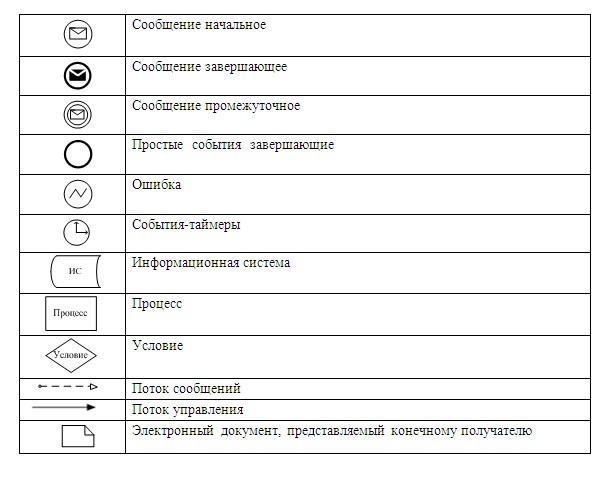 Сообщение начальное
Сообщение завершающее
Сообщение промежуточное
Простые события завершающие
Ошибка
События-таймеры
ИС
Информационная система
Процесс
Процесс
Условие
Условие
Поток сообщений
Поток управления
Электронный документ, представляемый конечному получателю